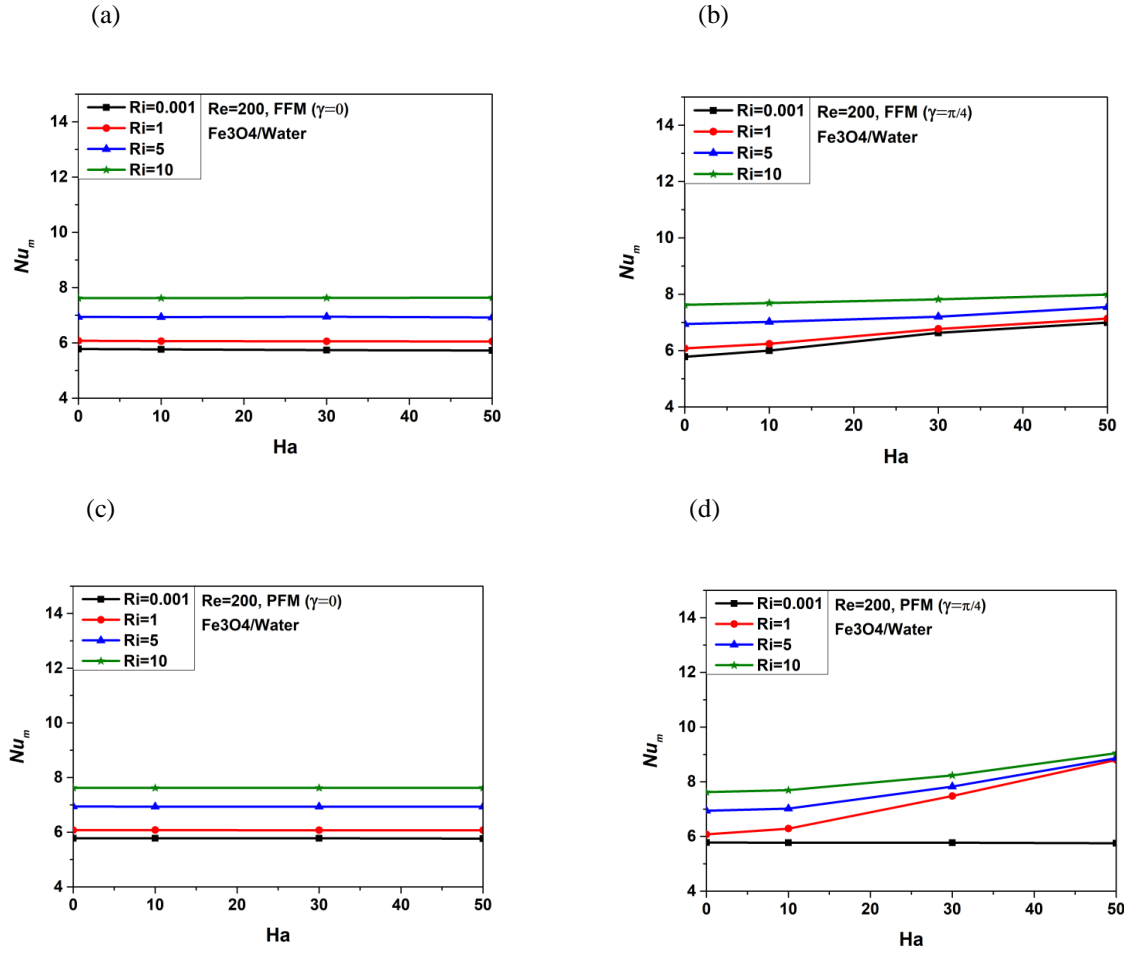 (a)
(b)
Ri=0.001
Ri=1
Ri=5
Ri=10
Re=200, FFM (γ=0)
Fe3O4/Water
14
12
10
8
6
4
Nu_m
0
10
20
30
40
50
Ha
Ri=0.001
Ri=1
Ri=5
Ri=10
Re=200, FFM (γ=π/4)
Fe3O4/Water
14
12
10
8
6
4
Nu_m
0
10
20
30
40
50
Ha
(c)
(d)
Ri=0.001
Ri=1
Ri=5
Ri=10
Re=200, PFM (γ=0)
Fe3O4/Water
14
12
10
8
6
4
Nu_m
0
10
20
30
40
50
Ha
Ri=0.001
Ri=1
Ri=5
Ri=10
Re=200, PFM (γ=π/4)
Fe3O4/Water
14
12
10
8
6
4
Nu_m
0
10
20
30
40
50
Ha